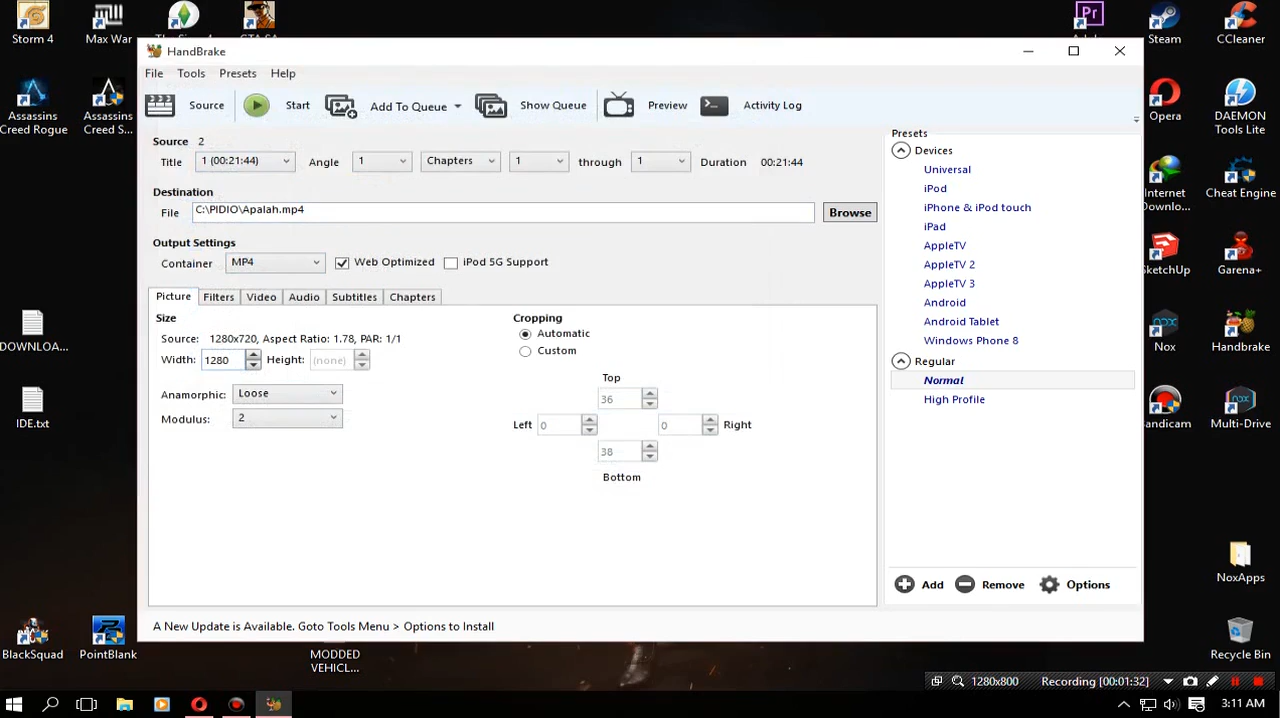 Storm 4
Max War
GTA SA
Steam
CCleaner
HandBrake
File Tools Presets Help
Source Start Add To Queue Show Queue Preview Activity Log
Assassins
Creed Rogue
Assassins
Creed S...
Opera
DAEMON
Tools Lite
Source 2
Title 1 (00:21:44) Angle 1 Chapters 1 through 1 Duration 00:21:44
Destination
File C:\PIDIO\Apalah.mp4 Browse
Output Settings
Container MP4 Web Optimized iPod 5G Support
Picture Filters Video Audio Subtitles Chapters
Size
Source: 1280x720, Aspect Ratio: 1.78, PAR: 1/1
Width: 1280 Height: (none)
Anamorphic: Loose
Modulus: 2
Cropping
Automatic
Custom
Top
36
Left 0 0 Right
38
Bottom
Presets
Devices
Universal
iPod
iPhone & iPod touch
iPad
AppleTV
AppleTV 2
AppleTV 3
Android
Android Tablet
Windows Phone 8
Regular
Normal
High Profile
Add Remove Options
A New Update is Available. Goto Tools Menu > Options to Install
Internet
Downlo...
Cheat Engine
SketchUp
Garena+
Nox
Handbrake
andicam
Multi-Drive
NoxApps
Recycle Bin
DOWNLOA...
IDE.txt
BlackSquad
PointBlank
MODDED
VEHICL...
1280x800 Recording [00:01:32]
3:11 AM